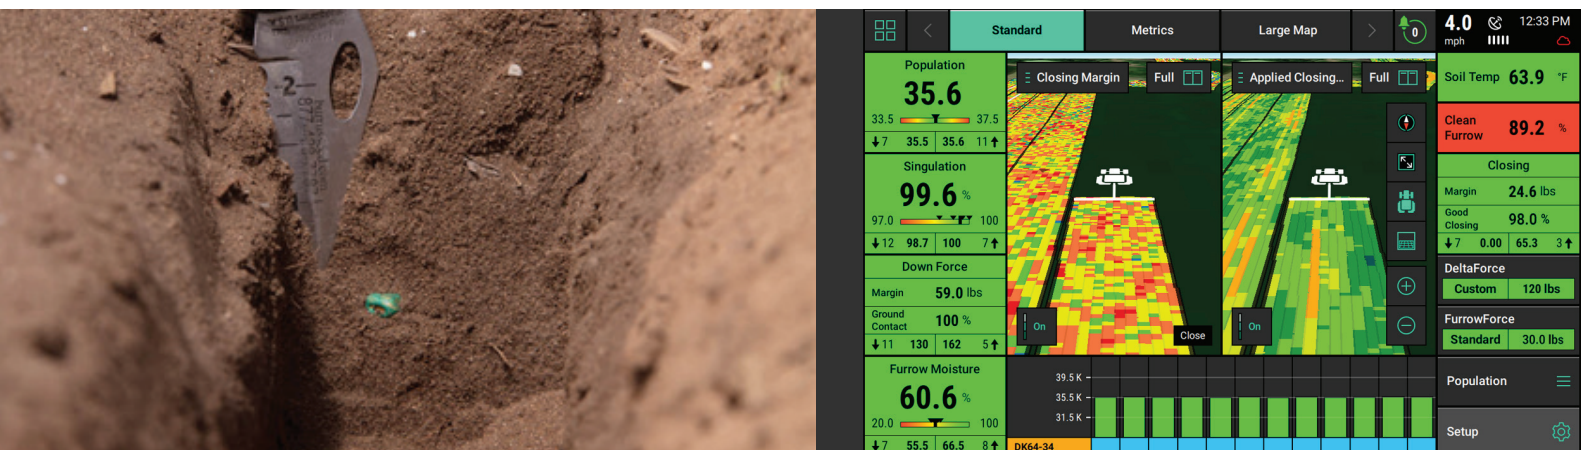 2
Standard
Metrics
Large Map
0
4.0
mph
12:33 PM
Population
35.6
33.5 37.5
7 35.5 35.6 11
Singulation
99.6 %
97.0 100
12 98.7 100 7
Down Force
Margin 59.0 lbs
Ground
Contact 100 %
11 130 162 5
Furrow Moisture
60.6 %
20.0 100
7 55.5 66.5 8
Closing Margin
Full
On
Close
Applied Closing...
Full
On
39.5 K
35.5 K
31.5 K
DK64-34
Soil Temp 63.9 °F
Clean
Furrow 89.2 %
Closing
Margin 24.6 lbs
Good
Closing 98.0 %
7 0.00 65.3 3
DeltaForce
Custom 120 lbs
FurrowForce
Standard 30.0 lbs
Population
Setup